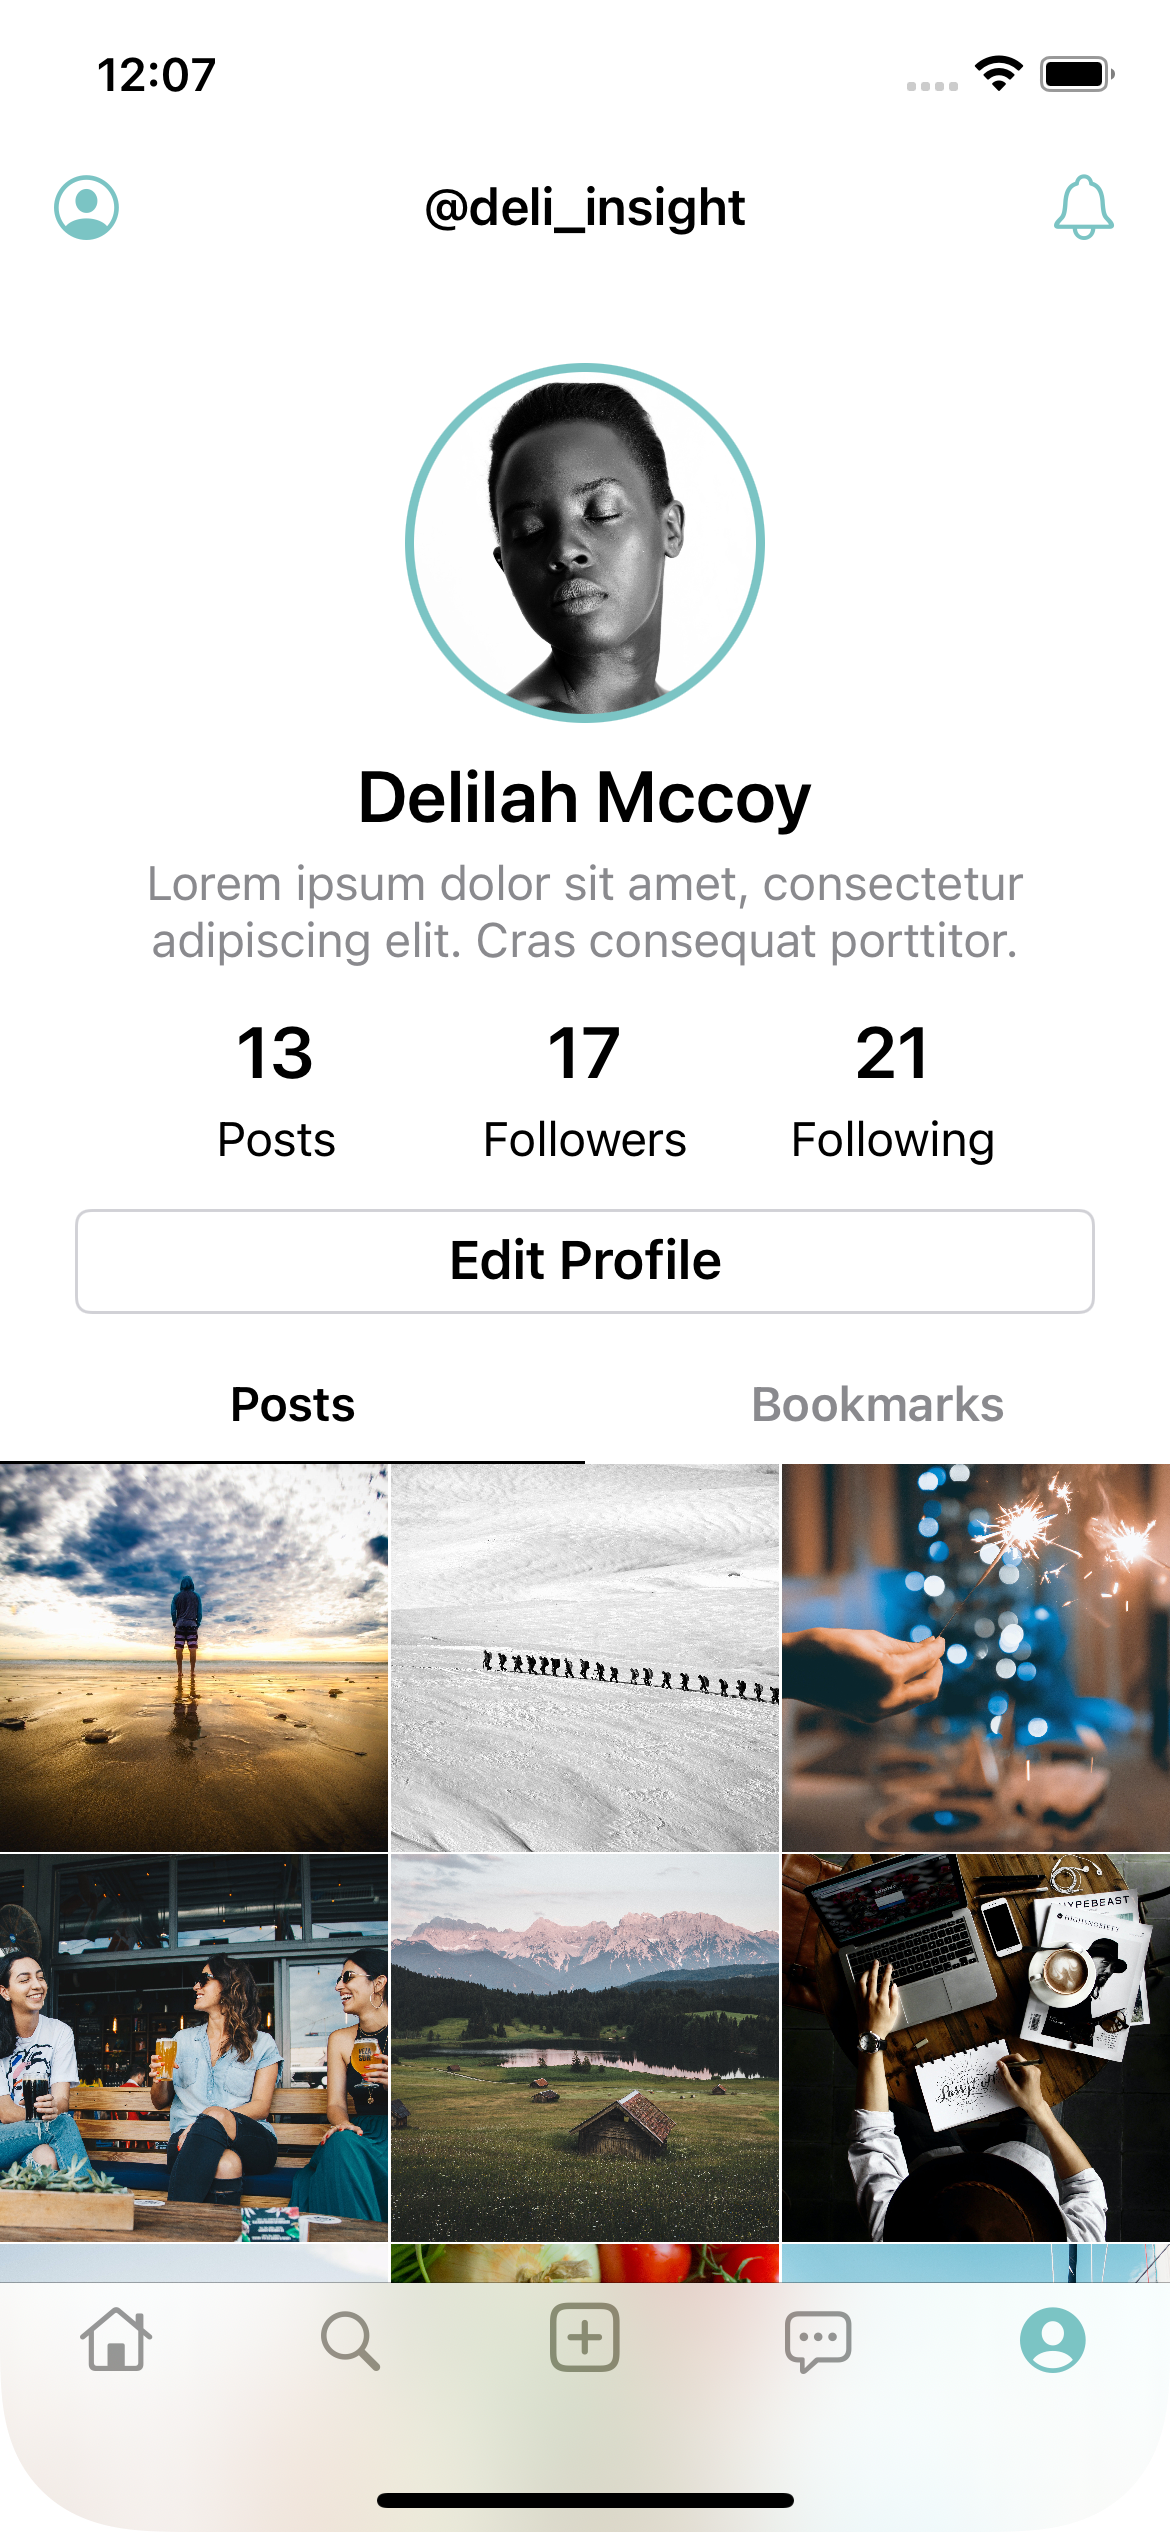 12:07
@deli_insight
Delilah Mccoy
Lorem ipsum dolor sit amet, consectetur
adipiscing elit. Cras consequat porttitor.
13
17
21
Posts
Followers
Following
Edit Profile
Posts
Bookmarks
HYPEBEAST